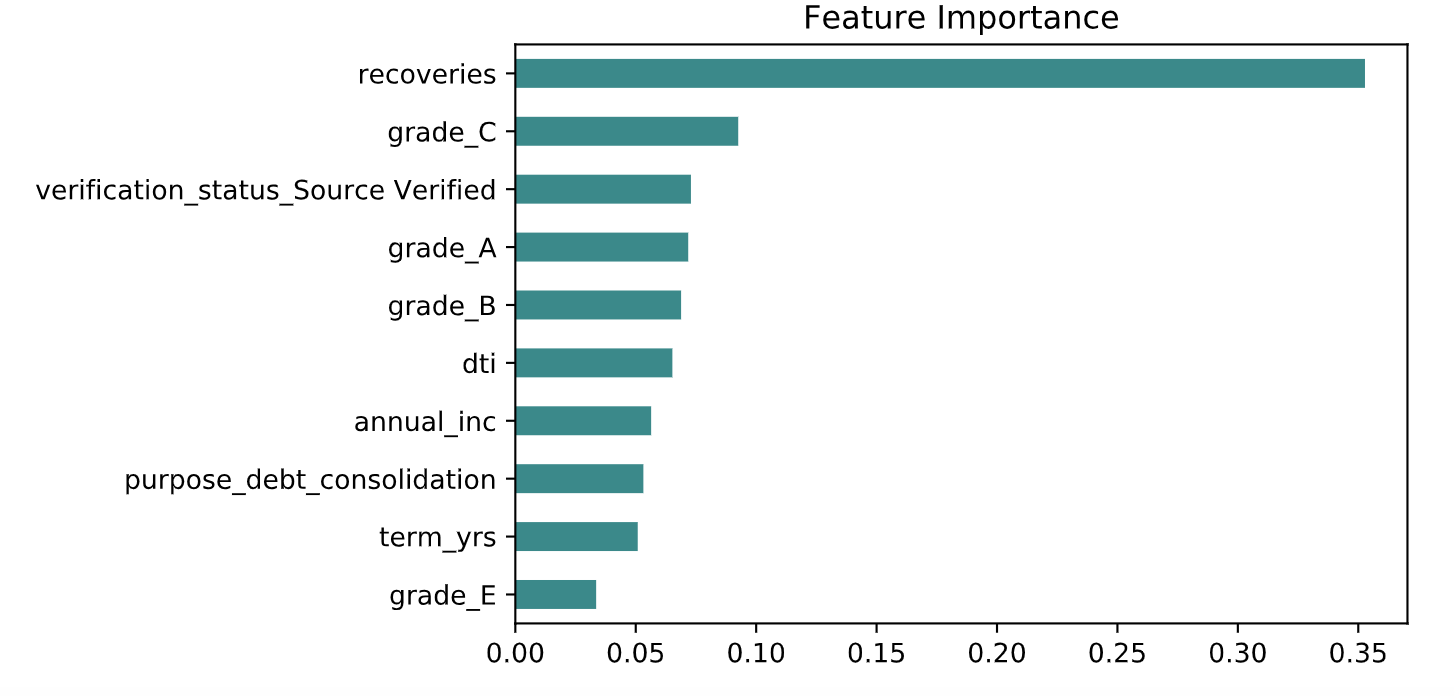 Feature Importance
recoveries
grade_C
verification_status_Source Verified
grade_A
grade_B
dti
annual_inc
purpose_debt_consolidation
term_yrs
grade_E
0.00 0.05 0.10 0.15 0.20 0.25 0.30 0.35